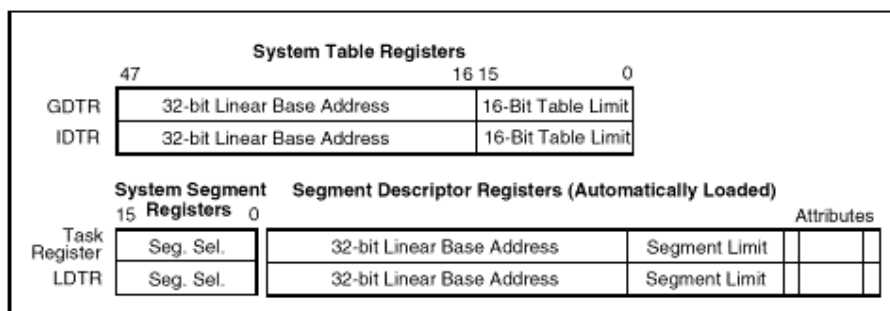 System Table Registers
47 16 15 0
GDTR 32-bit Linear Base Address 16-Bit Table Limit
IDTR 32-bit Linear Base Address 16-Bit Table Limit
System Segment Registers Segment Descriptor Registers (Automatically Loaded)
15 0 Attributes
Task Register Seg. Sel. 32-bit Linear Base Address Segment Limit
LDTR Seg. Sel. 32-bit Linear Base Address Segment Limit